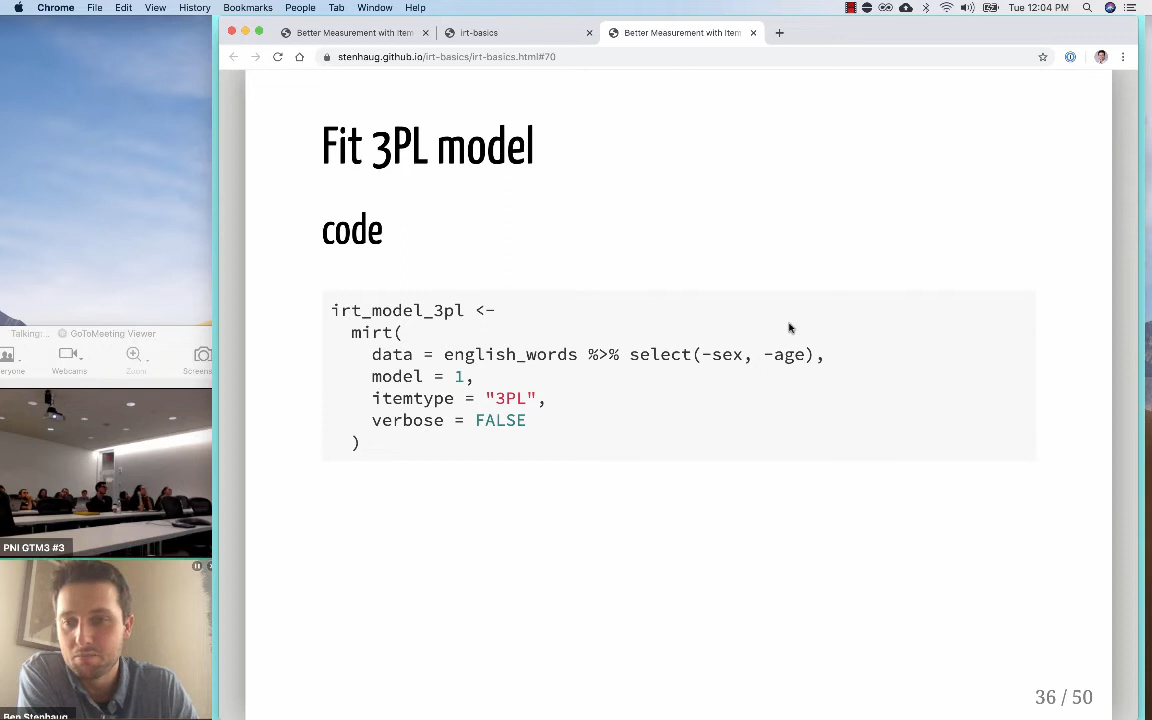 Chrome File Edit View History Bookmarks People Tab Window Help
Tue 12:04 PM
Better Measurement with Item
irt-basics
Better Measurement with Item
stenhaug.github.io/irt-basics/irt-basics.html#70
Fit 3PL model
code
irt_model_3pl <-
mirt(
data = english_words %>% select(-sex, -age),
model = 1,
itemtype = "3PL",
verbose = FALSE
)
36 / 50
Talking:... GoToMeeting Viewer
eryone Webcams Zoom Screens
PNI GTM3 #3
Ben Stenhaug